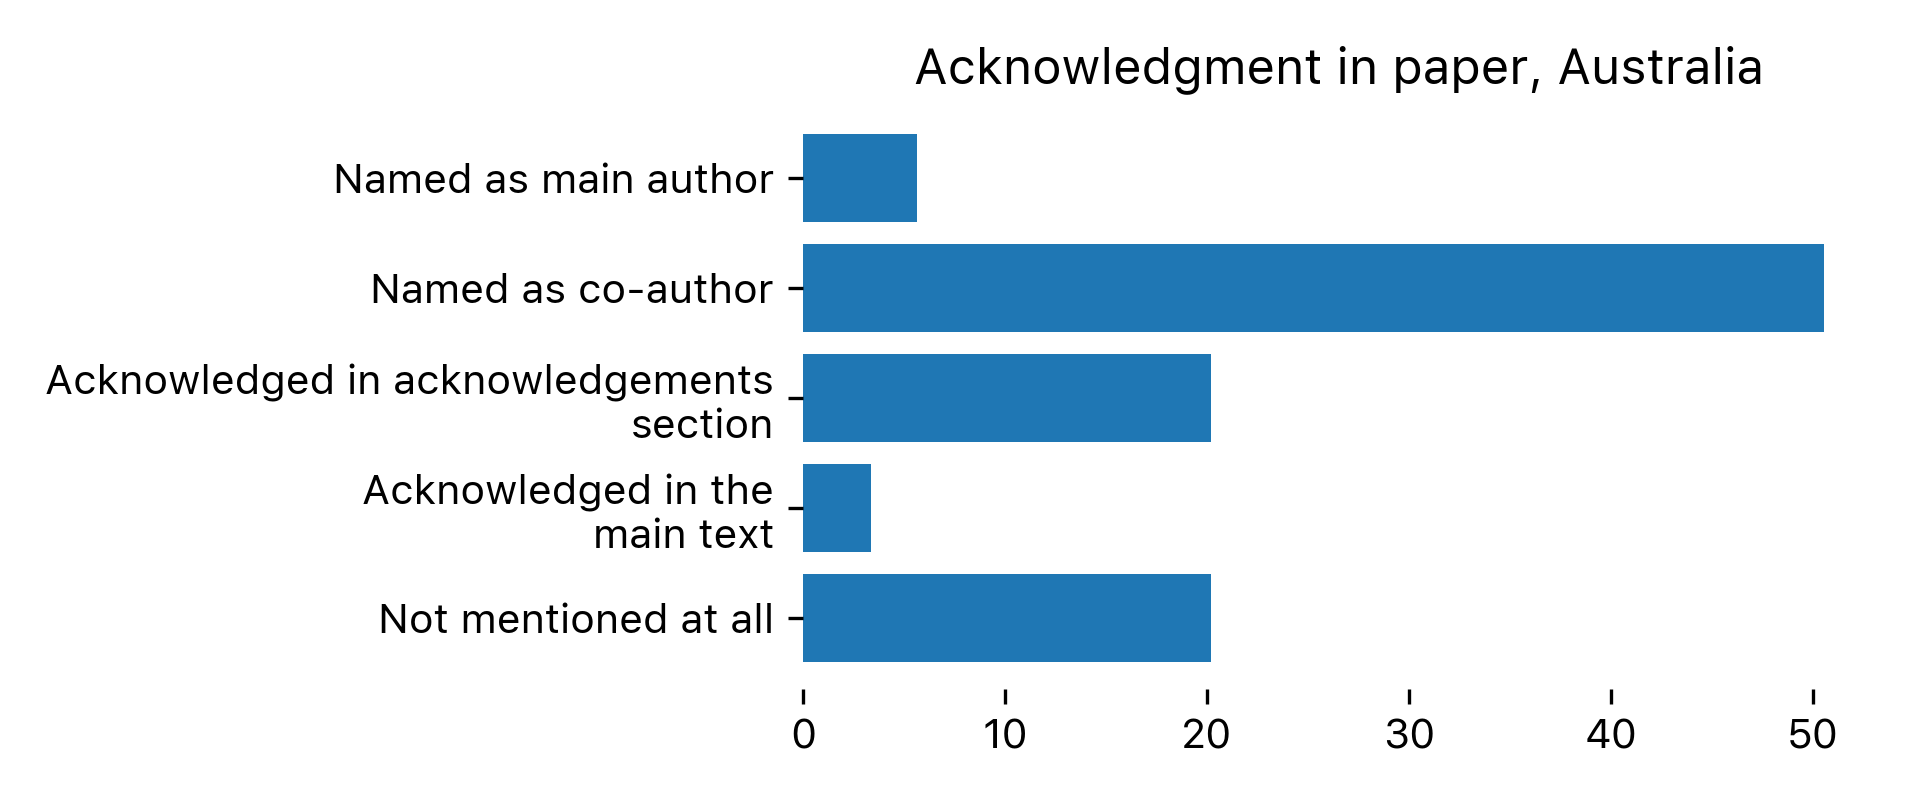 Acknowledgment in paper, Australia
Named as main author
Named as co-author
Acknowledged in acknowledgements
section
Acknowledged in the
main text
Not mentioned at all
0 10 20 30 40 50